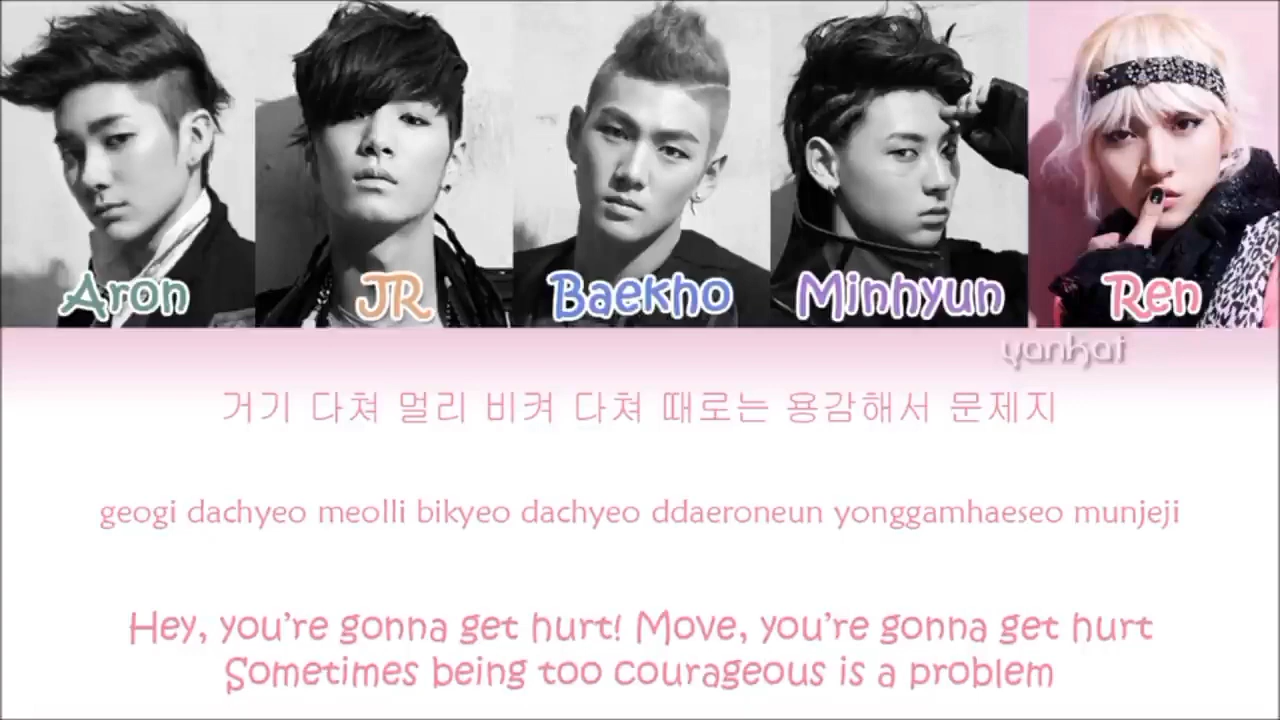 Aron
JR
Baekho
Minhyun
Ren
yankat
거기 다쳐 멀리 비켜 다쳐 때로는 용감해서 문제지
geogi dachyeo meolli bikyeo dachyeo ddaeroneun yonggamhaeseo munjeji
Hey, you're gonna get hurt! Move, you're gonna get hurt
Sometimes being too courageous is a problem